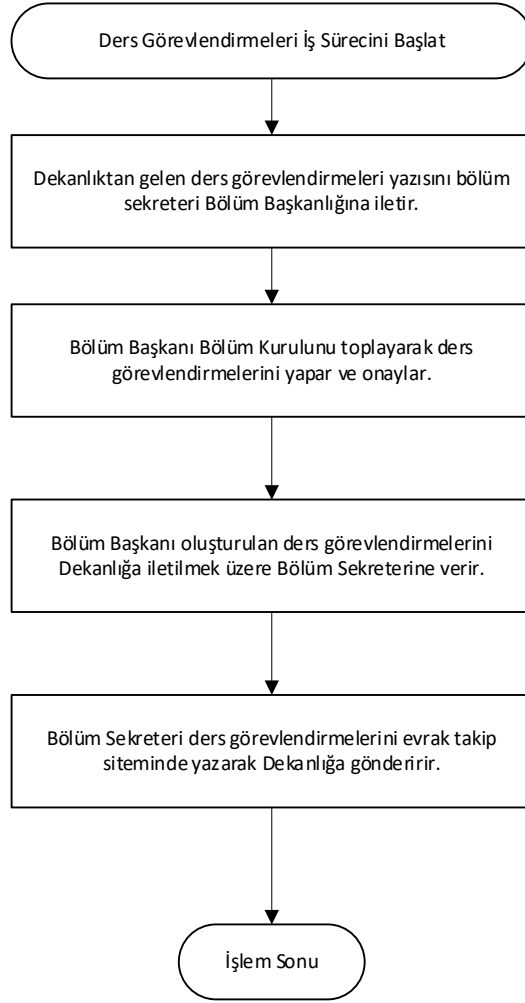 Ders Görevlendirmeleri İş Sürecini Başlat
Dekanlıktan gelen ders görevlendirmeleri yazısını bölüm
sekreteri Bölüm Başkanlığına iletir.
Bölüm Başkanı Bölüm Kurulunu toplayarak ders
görevlendirmelerini yapar ve onaylar.
Bölüm Başkanı oluşturulan ders görevlendirmelerini
Dekanlığa iletilmek üzere Bölüm Sekreterine verir.
Bölüm Sekreteri ders görevlendirmelerini evrak takip
siteminde yazarak Dekanlığa gönderirir.
İşlem Sonu